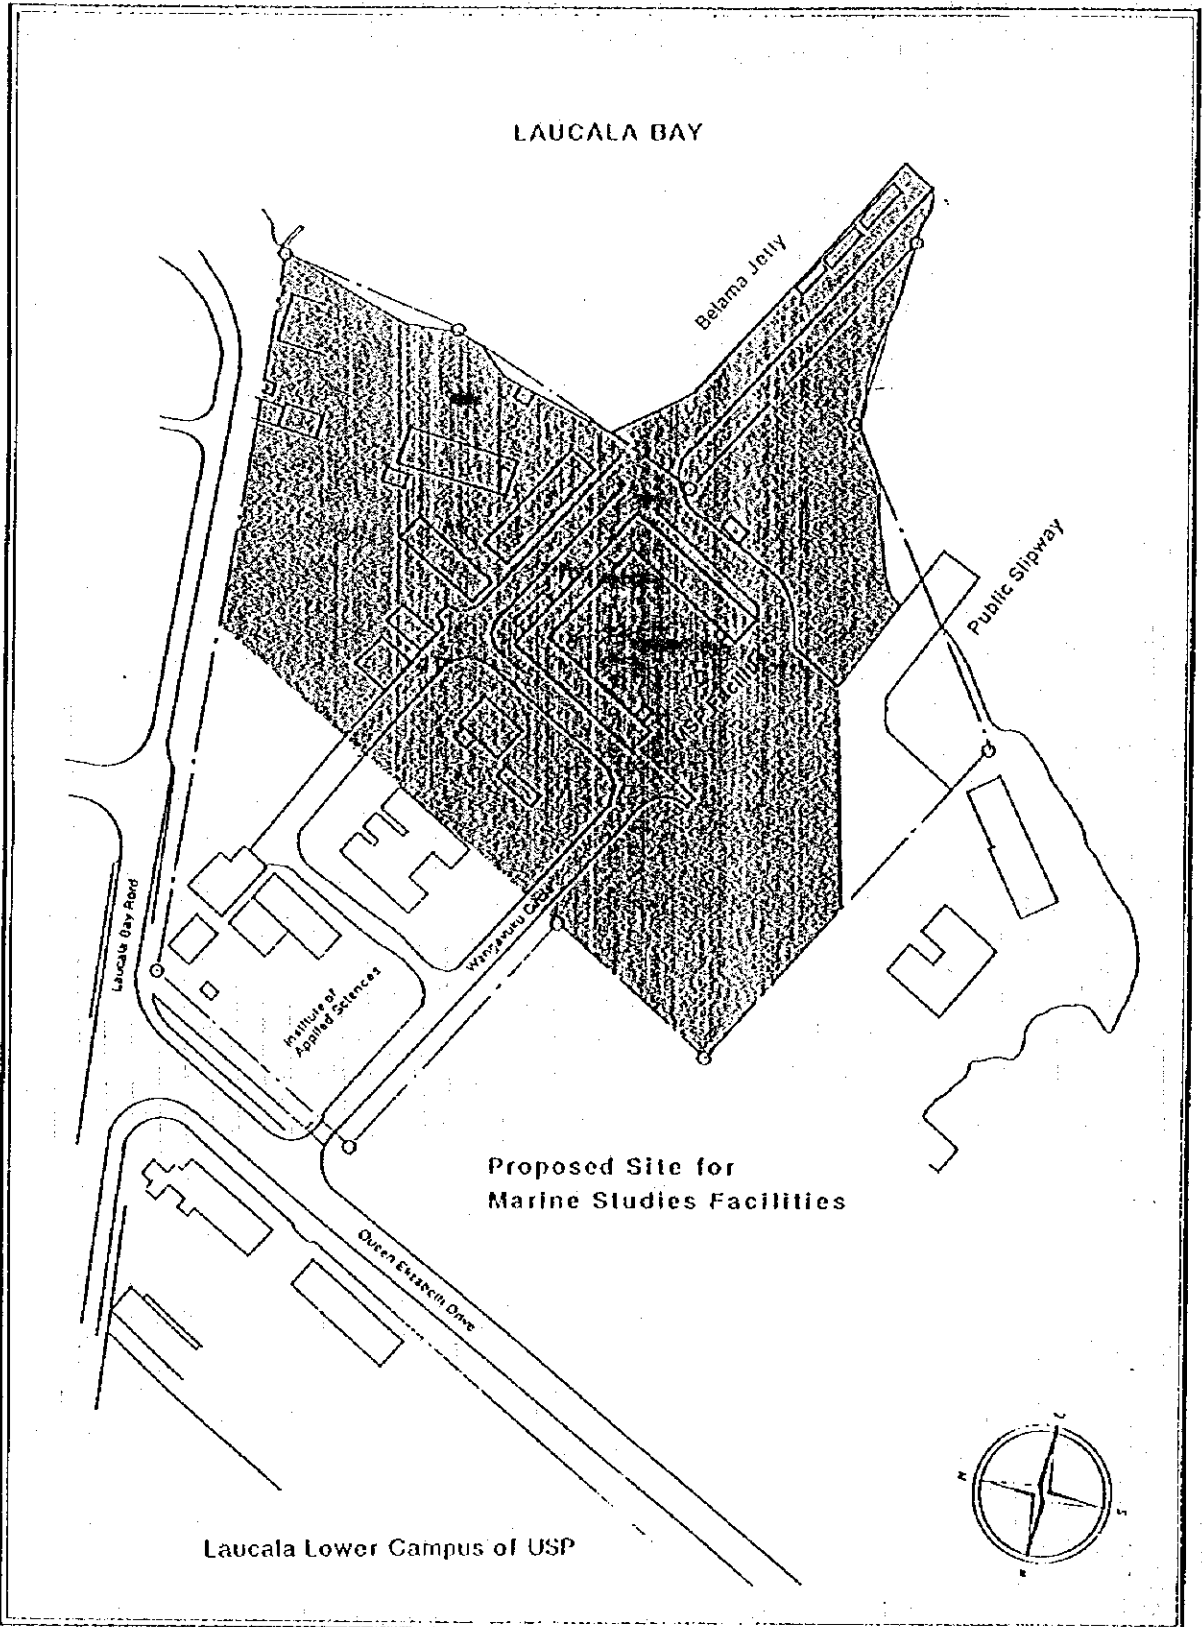 LAUCALA BAY
Belama Jetty
Public Slipway
Laucala Bay Road
Institute of
Applied Sciences
Proposed Site for
Marine Studies Facilities
Queen Elizabeth Drive
N
S
Laucala Lower Campus of USP